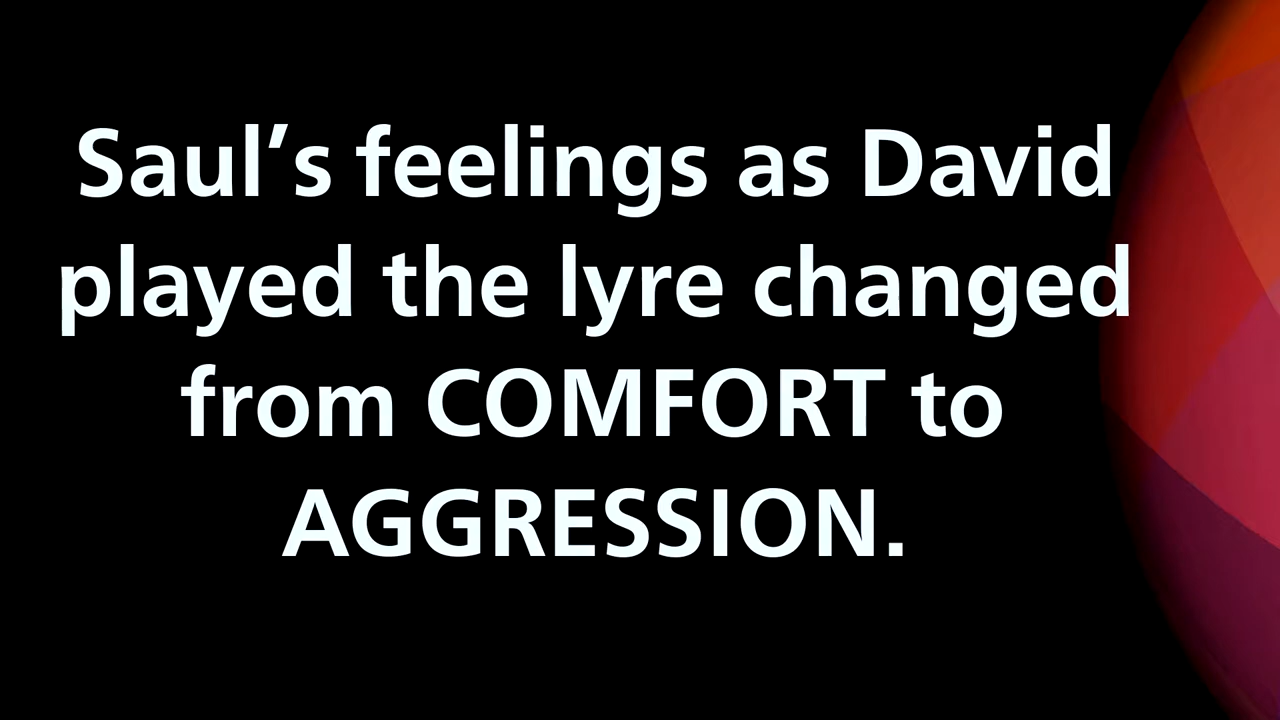 Saul’s feelings as David
played the lyre changed
from COMFORT to
AGGRESSION.